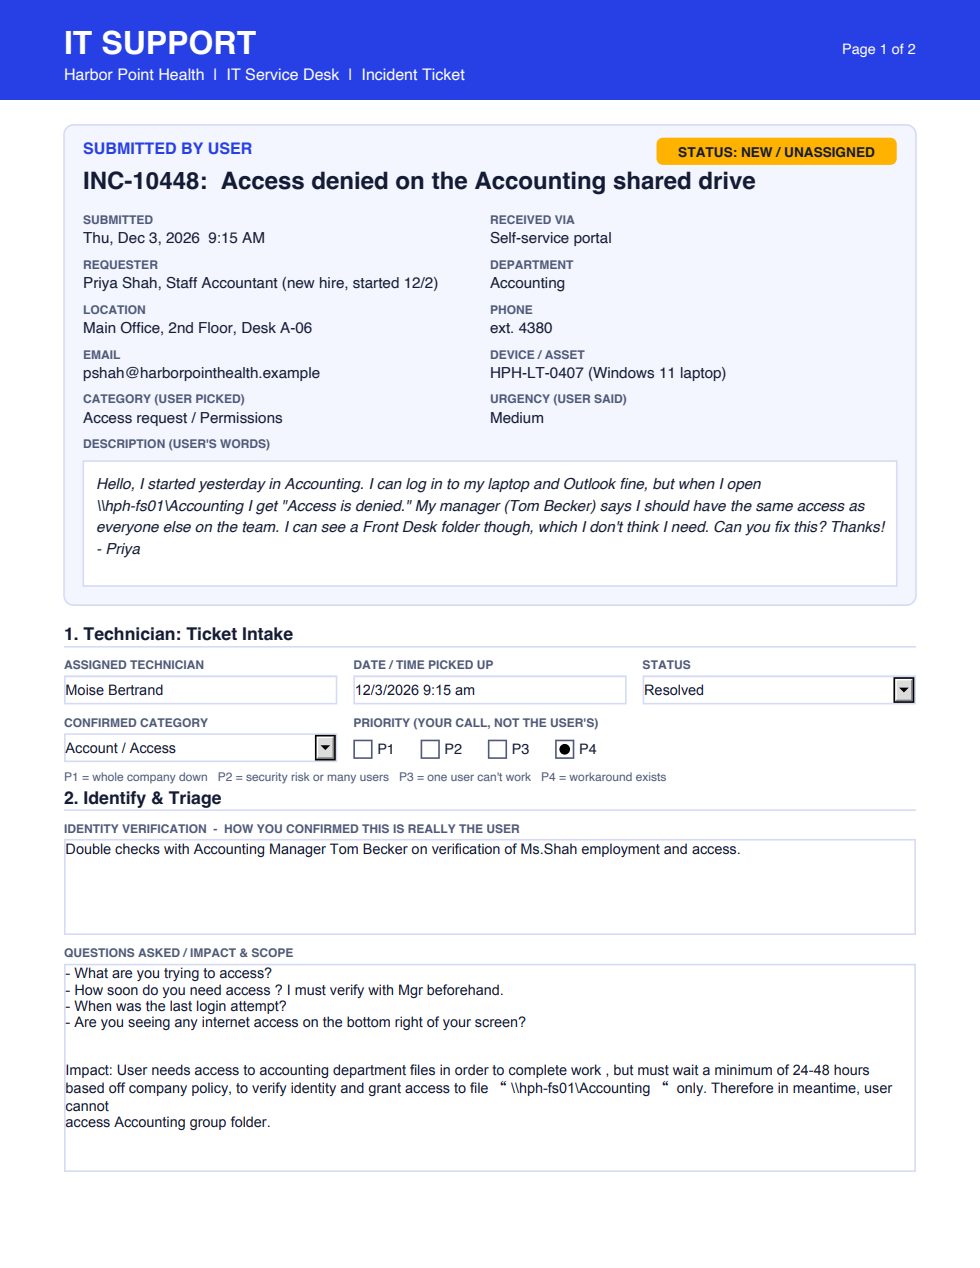 IT SUPPORT
Page 1 of 2
Harbor Point Health | IT Service Desk | Incident Ticket
SUBMITTED BY USER
STATUS: NEW / UNASSIGNED
INC-10448: Access denied on the Accounting shared drive
SUBMITTED
RECEIVED VIA
Thu, Dec 3, 2026 9:15 AM
Self-service portal
REQUESTER
DEPARTMENT
Priya Shah, Staff Accountant (new hire, started 12/2)
Accounting
LOCATION
PHONE
Main Office, 2nd Floor, Desk A-06
ext. 4380
EMAIL
DEVICE / ASSET
pshah@harborpointhealth.example
HPH-LT-0407 (Windows 11 laptop)
CATEGORY (USER PICKED)
URGENCY (USER SAID)
Access request / Permissions
Medium
DESCRIPTION (USER'S WORDS)
Hello, I started yesterday in Accounting. I can log in to my laptop and Outlook fine, but when I open
\\hph-fs01\Accounting I get "Access is denied." My manager (Tom Becker) says I should have the same access as
everyone else on the team. I can see a Front Desk folder though, which I don't think I need. Can you fix this? Thanks!
- Priya
1. Technician: Ticket Intake
ASSIGNED TECHNICIAN
DATE / TIME PICKED UP
STATUS
Moise Bertrand
12/3/2026 9:15 am
Resolved
CONFIRMED CATEGORY
PRIORITY (YOUR CALL, NOT THE USER'S)
Account / Access
P1 P2 P3 P4
P1 = whole company down P2 = security risk or many users P3 = one user can't work P4 = workaround exists
2. Identify & Triage
IDENTITY VERIFICATION - HOW YOU CONFIRMED THIS IS REALLY THE USER
Double checks with Accounting Manager Tom Becker on verification of Ms.Shah employment and access.
QUESTIONS ASKED / IMPACT & SCOPE
- What are you trying to access?
- How soon do you need access ? I must verify with Mgr beforehand.
- When was the last login attempt?
- Are you seeing any internet access on the bottom right of your screen?
Impact: User needs access to accounting department files in order to complete work , but must wait a minimum of 24-48 hours
based off company policy, to verify identity and grant access to file “ \\hph-fs01\Accounting “ only. Therefore in meantime, user
cannot
access Accounting group folder.